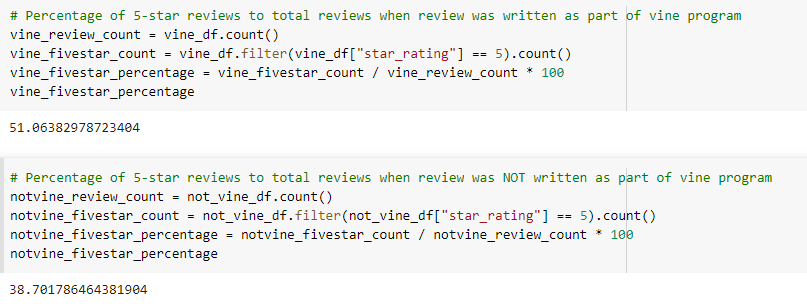 # Percentage of 5-star reviews to total reviews when review was written as part of vine program
vine_review_count = vine_df.count()
vine_fivestar_count = vine_df.filter(vine_df["star_rating"] == 5).count()
vine_fivestar_percentage = vine_fivestar_count / vine_review_count * 100
vine_fivestar_percentage
51.06382978723404
# Percentage of 5-star reviews to total reviews when review was NOT written as part of vine program
notvine_review_count = not_vine_df.count()
notvine_fivestar_count = not_vine_df.filter(not_vine_df["star_rating"] == 5).count()
notvine_fivestar_percentage = notvine_fivestar_count / notvine_review_count * 100
notvine_fivestar_percentage
38.701786464381904